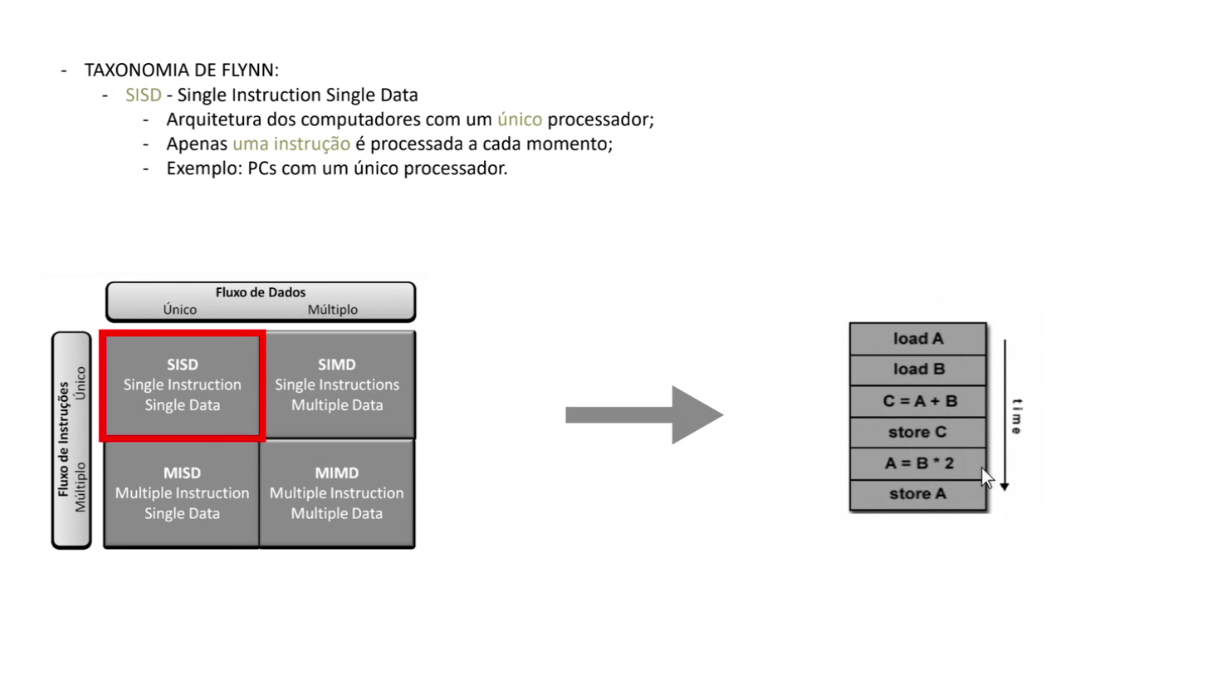 - TAXONOMIA DE FLYNN:
- SISD - Single Instruction Single Data
- Arquitetura dos computadores com um único processador;
- Apenas uma instrução é processada a cada momento;
- Exemplo: PCs com um único processador.
Fluxo de Dados
Único Múltiplo
Fluxo de Instruções
Múltiplo Único
SISD
Single Instruction
Single Data
SIMD
Single Instructions
Multiple Data
MISD
Multiple Instruction
Single Data
MIMD
Multiple Instruction
Multiple Data
load A
load B
C = A + B
store C
A = B * 2
store A
time